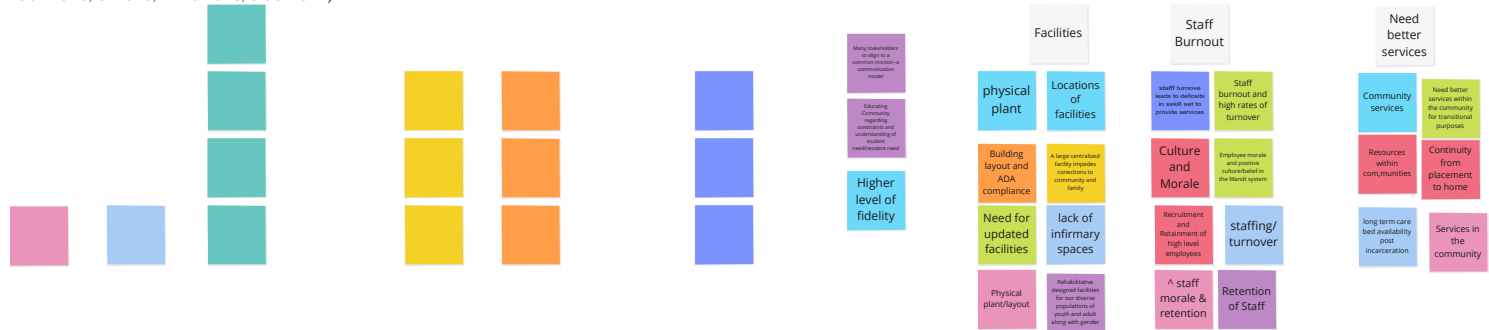 Many stakeholders
to align to a
common mission--a
communication
model
Educating
Community
regarding
constraints and
understanding of
student
need/resident need
Higher
level of
fidelity
Facilities
physical
plant
Locations
of
facilities
Building
layout and
ADA
compliance
A large centralized
facility impedes
conections to
community and
family
Need for
updated
facilities
lack of
infirmary
spaces
Physical
plant/layout
Rehabilitative
designed facilities
for our diverse
populations of
youth and adult
along with gender
Staff
Burnout
stafff turnove
leads to deficeits
in sskill set to
provide services
Staff
burnout and
high rates of
turnover
Culture
and
Morale
Employee morale
and positive
culture/belief in
the Mandt system
Recruitment
and
Retainment of
high level
employees
staffing/
turnover
^ staff
morale &
retention
Retention
of Staff
Need
better
services
Community
services
Need better
services within
the community
for transitional
purposes
Resources
within
com,munities
Continuity
from
placement
to home
long term care
bed availability
post
incarceration
Services in
the
community